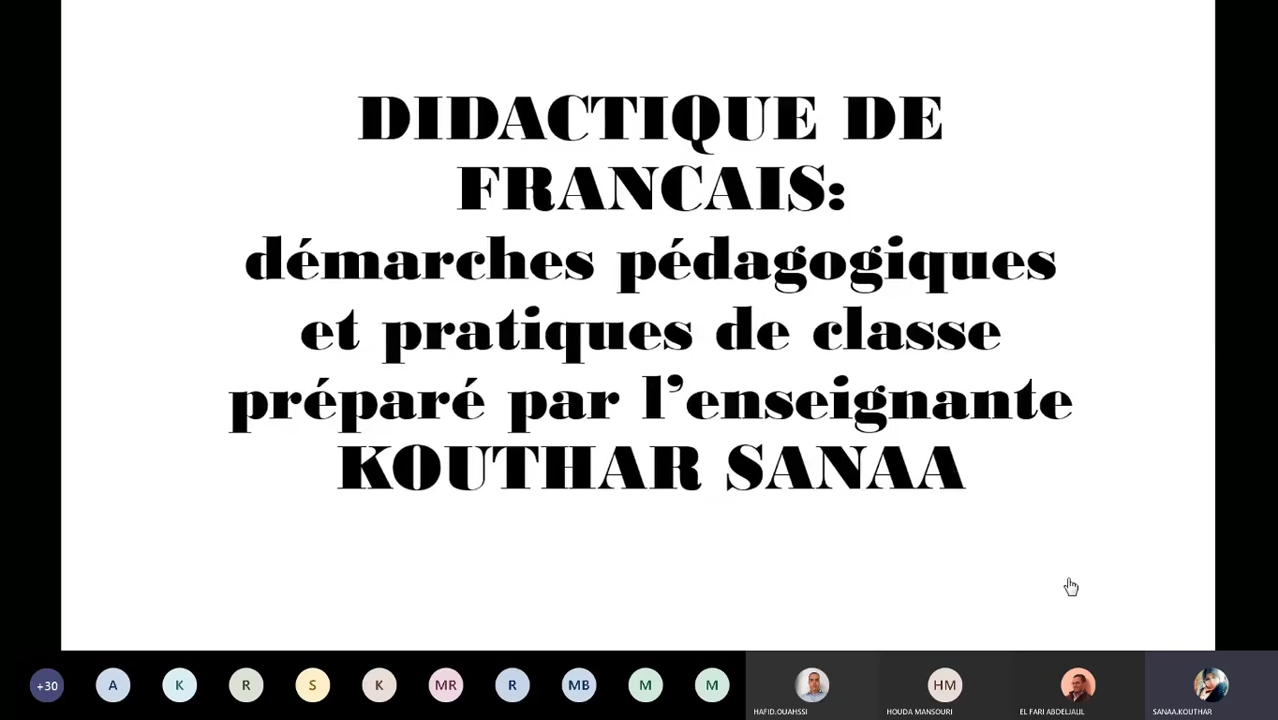 DIDACTIQUE DE
FRANCAIS:
démarches pédagogiques
et pratiques de classe
préparé par l’enseignante
KOUTHAR SANAA
+30 A K R S K MR R MB M M HM
HAFID.OUAHSSI HOUDA MANSOURI EL FARI ABDELJALIL SANAA.KOUTHAR